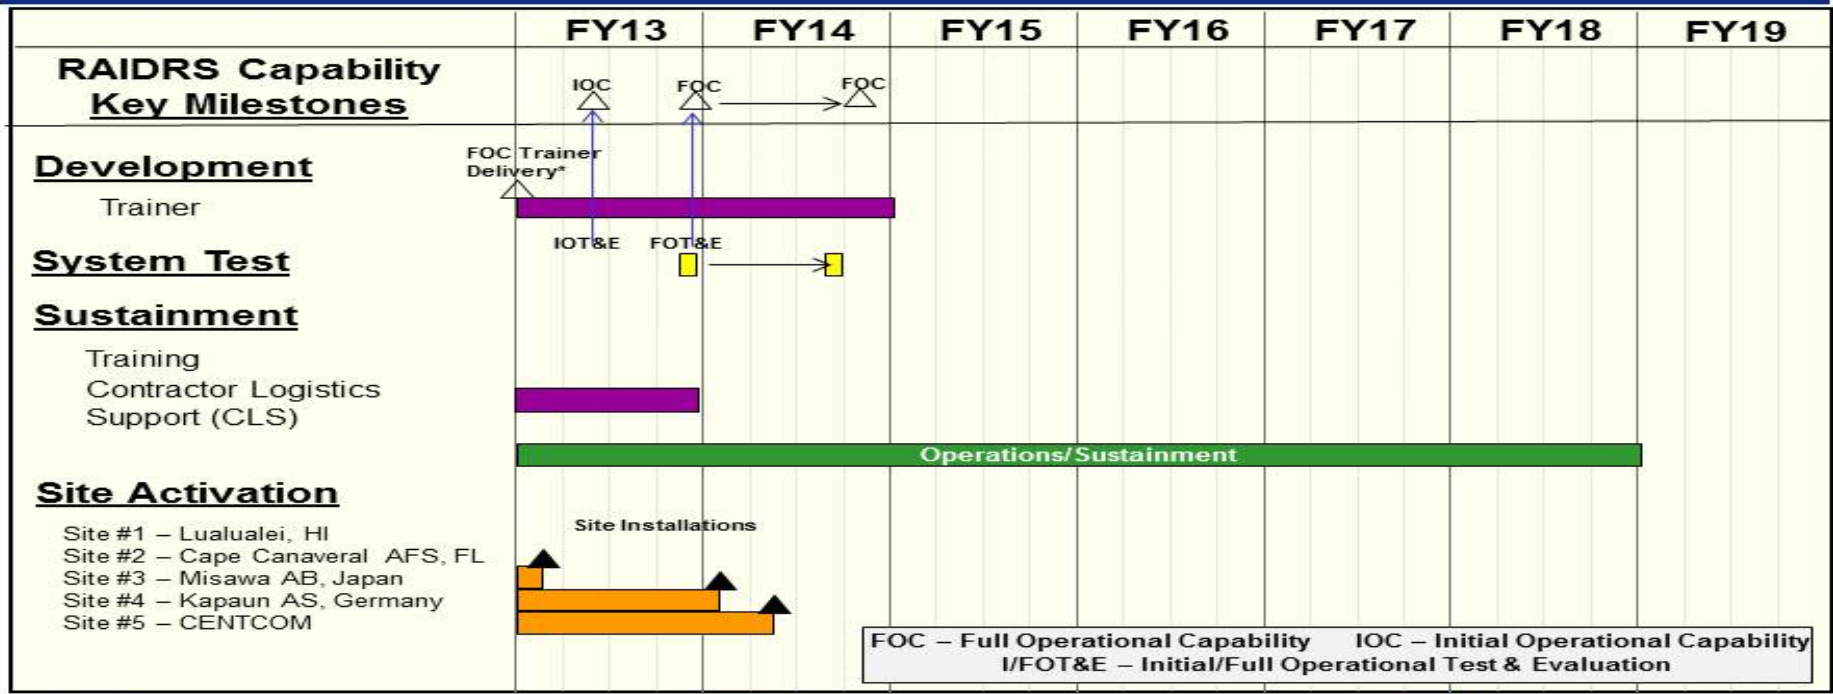 FY13 FY14 FY15 FY16 FY17 FY18 FY19
RAIDRS Capability
Key Milestones
IOC FOC FOC
Development
FOC Trainer
Delivery*
Trainer
IOT&E FOT&E
System Test
Sustainment
Training
Contractor Logistics
Support (CLS)
Operations/Sustainment
Site Activation
Site Installations
Site #1 – Lualualei, HI
Site #2 – Cape Canaveral AFS, FL
Site #3 – Misawa AB, Japan
Site #4 – Kapaun AS, Germany
Site #5 – CENTCOM
FOC – Full Operational Capability IOC – Initial Operational Capability
I/FOT&E – Initial/Full Operational Test & Evaluation